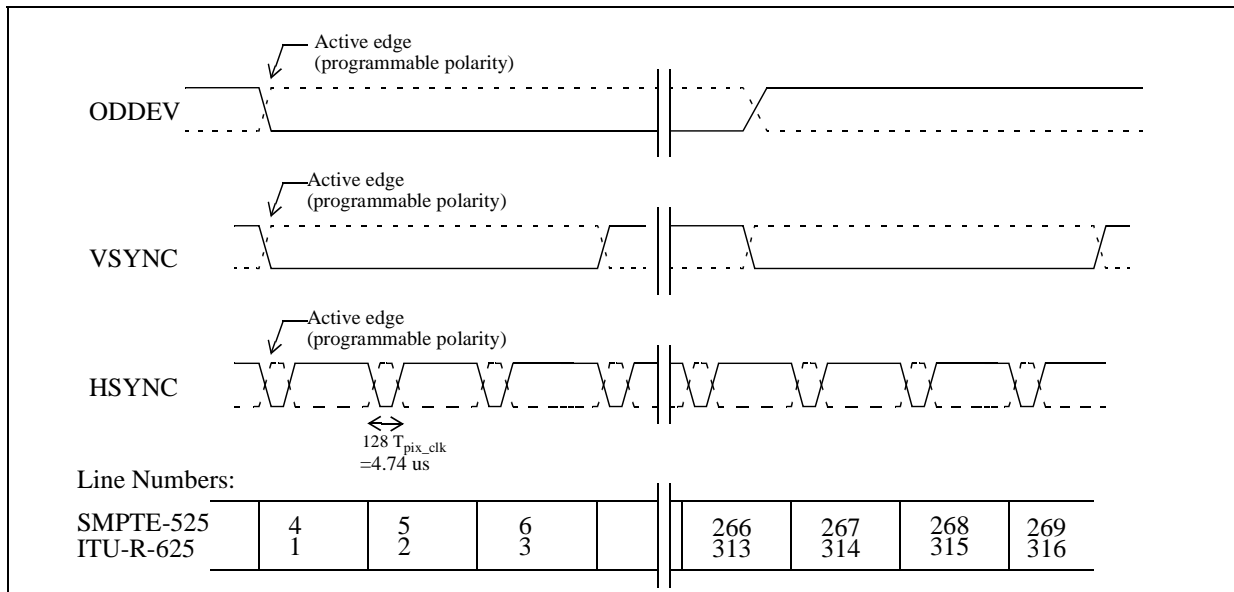 Active edge
(programmable polarity)
ODDEV
Active edge
(programmable polarity)
VSYNC
Active edge
(programmable polarity)
HSYNC
128 Tpix_clk
=4.74 us
Line Numbers:
SMPTE-525 4 5 6 266 267 268 269
ITU-R-625 1 2 3 313 314 315 316